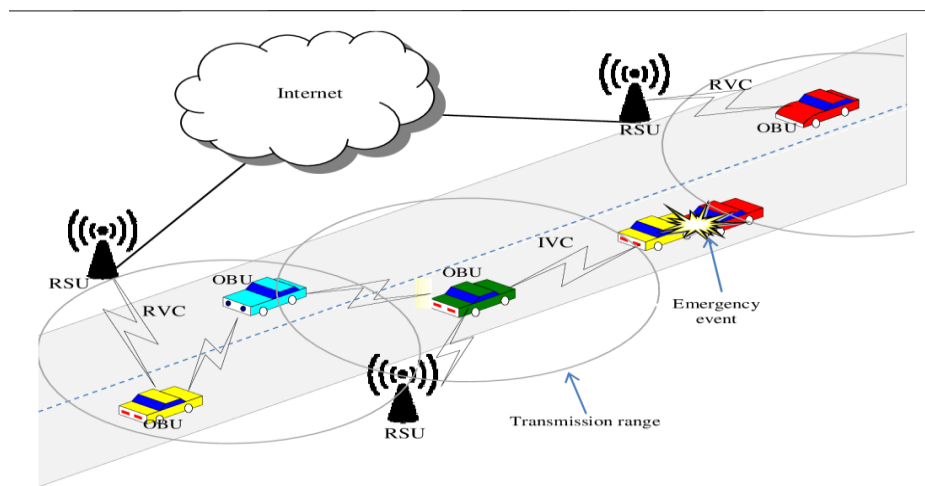 Internet
RVC
RSU
OBU
IVC
OBU
OBU
RSU
RVC
Emergency
event
OBU
Transmission range
RSU